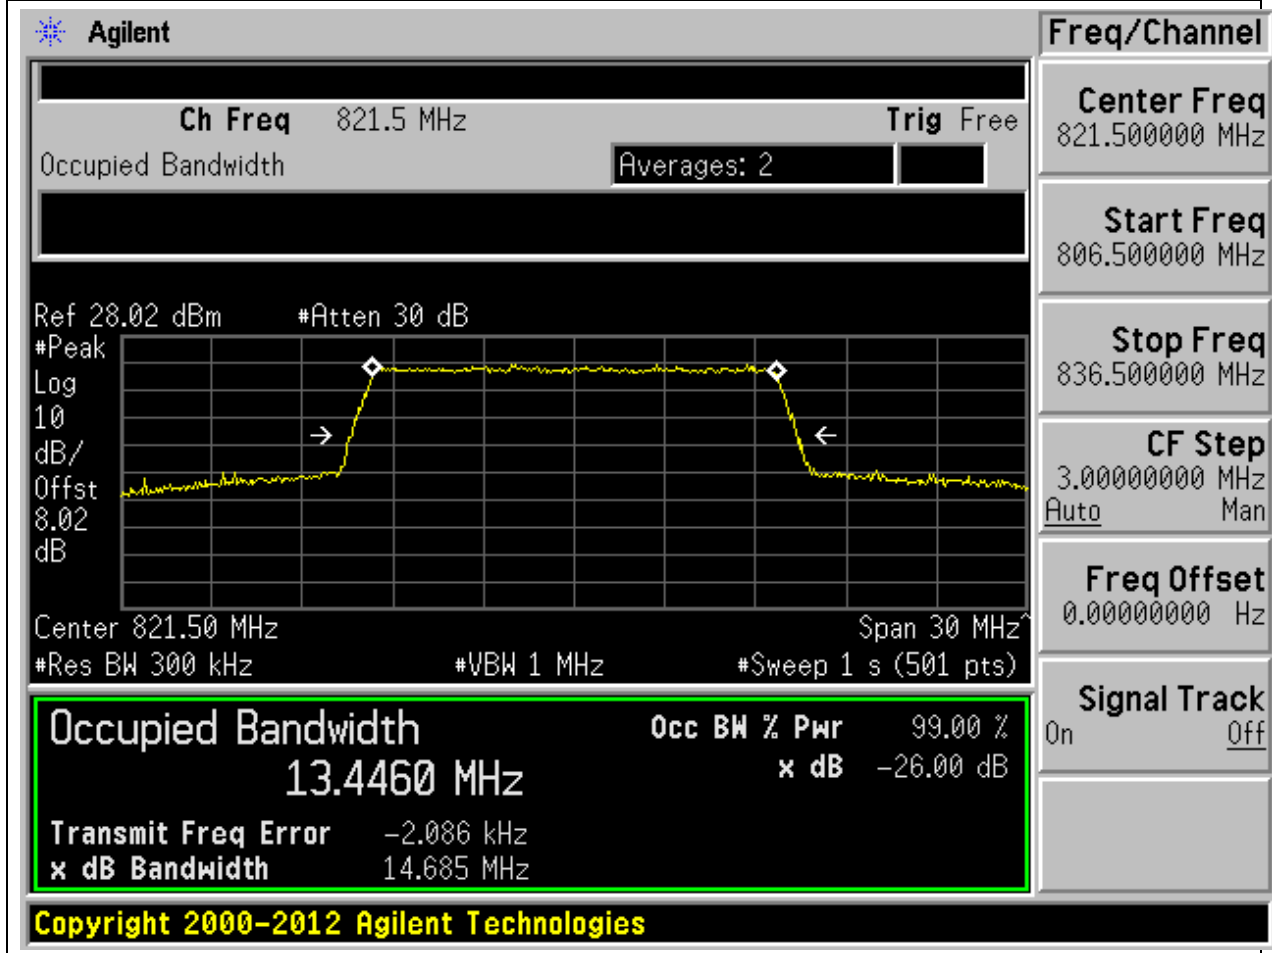 Agilent
Freq/Channel
Ch Freq 821.5 MHz Trig Free
Occupied Bandwidth Averages: 2
Center Freq
821.500000 MHz
Start Freq
806.500000 MHz
Stop Freq
836.500000 MHz
CF Step
3.00000000 MHz
Auto Man
Freq Offset
0.00000000 Hz
Signal Track
On Off
Ref 28.02 dBm #Atten 30 dB
#Peak
Log
10
dB/
Offst
8.02
dB
Center 821.50 MHz Span 30 MHz^
#Res BW 300 kHz #VBW 1 MHz #Sweep 1 s (501 pts)
Occupied Bandwidth
13.4460 MHz
Occ BW % Pwr 99.00 %
x dB -26.00 dB
Transmit Freq Error -2.086 kHz
x dB Bandwidth 14.685 MHz
Copyright 2000-2012 Agilent Technologies